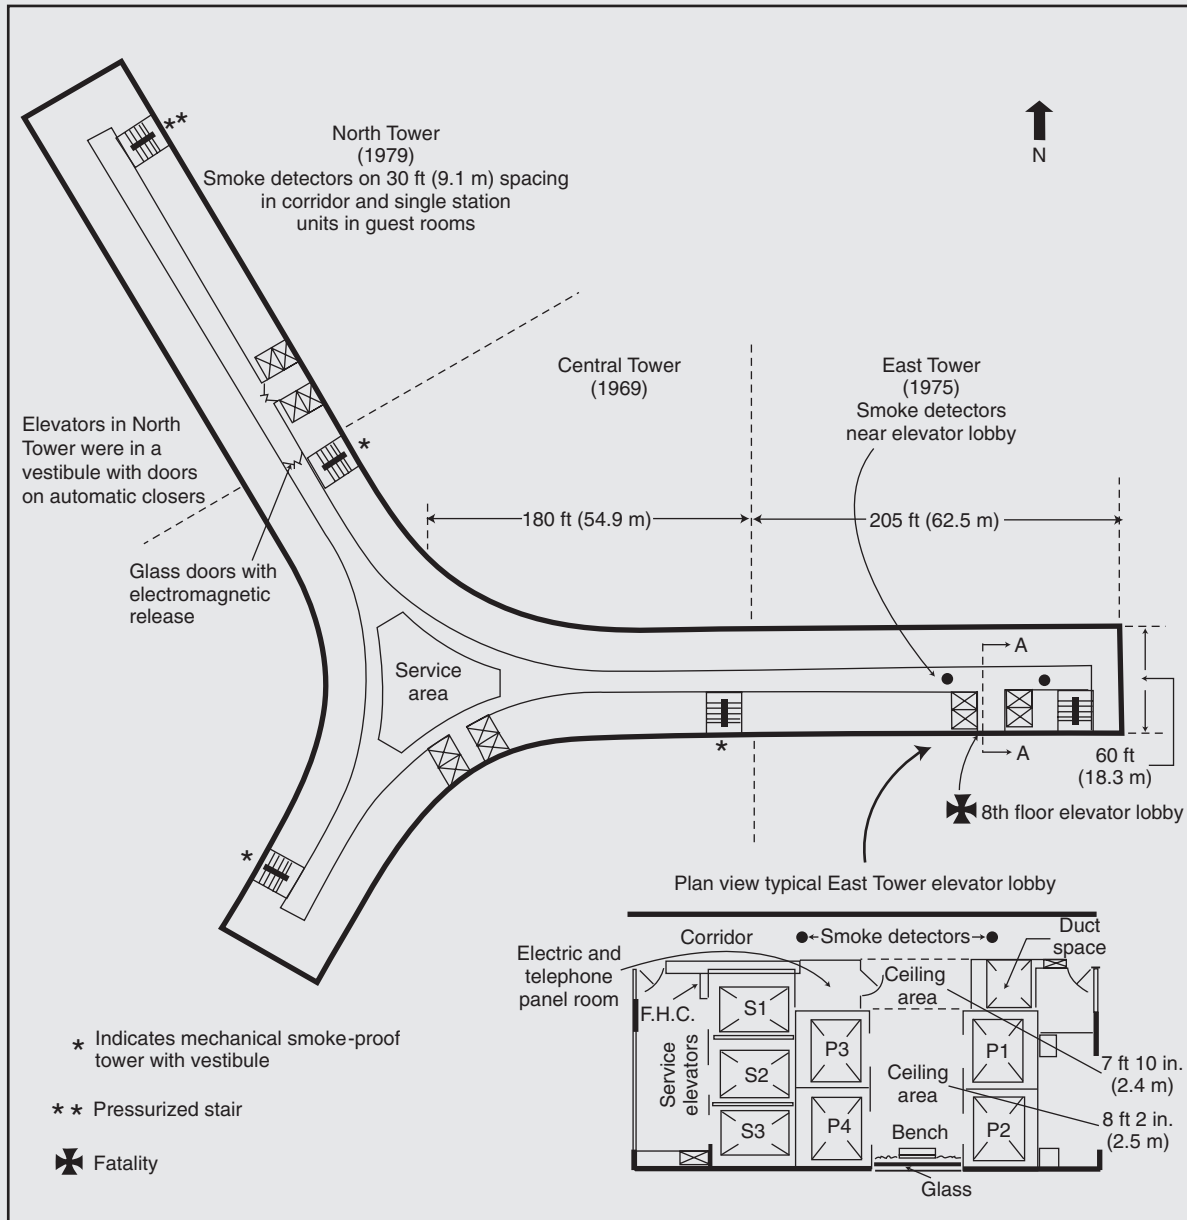 **
North Tower
(1979)
Smoke detectors on 30 ft (9.1 m) spacing
in corridor and single station
units in guest rooms
N
Central Tower
(1969)
East Tower
(1975)
Smoke detectors
near elevator lobby
Elevators in North
Tower were in a
vestibule with doors
on automatic closers
*
180 ft (54.9 m)
205 ft (62.5 m)
Glass doors with
electromagnetic
release
Service
area
A
A
*
60 ft
(18.3 m)
8th floor elevator lobby
*
Plan view typical East Tower elevator lobby
Electric and
telephone
panel room
Corridor
Smoke detectors
Duct
space
Ceiling
area
F.H.C.
S1
S2
S3
Service
elevators
P3
P4
P1
P2
Ceiling
area
7 ft 10 in.
(2.4 m)
8 ft 2 in.
(2.5 m)
Bench
Glass
* Indicates mechanical smoke-proof
tower with vestibule
** Pressurized stair
Fatality